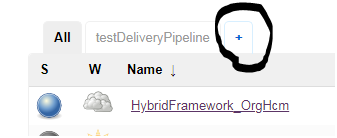 All testDeliveryPipeline +
S W Name ↓
HybridFramework_OrgHcm